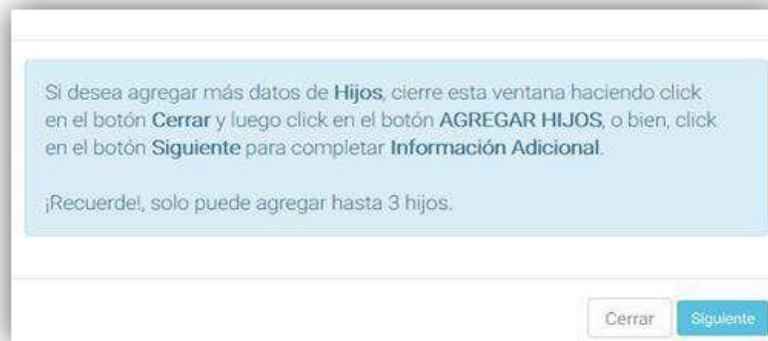 Si desea agregar más datos de Hijos, cierre esta ventana haciendo click
en el botón Cerrar y luego click en el botón AGREGAR HIJOS, o bien, click
en el botón Siguiente para completar Información Adicional.
¡Recuerde!, solo puede agregar hasta 3 hijos.
Cerrar Siguiente